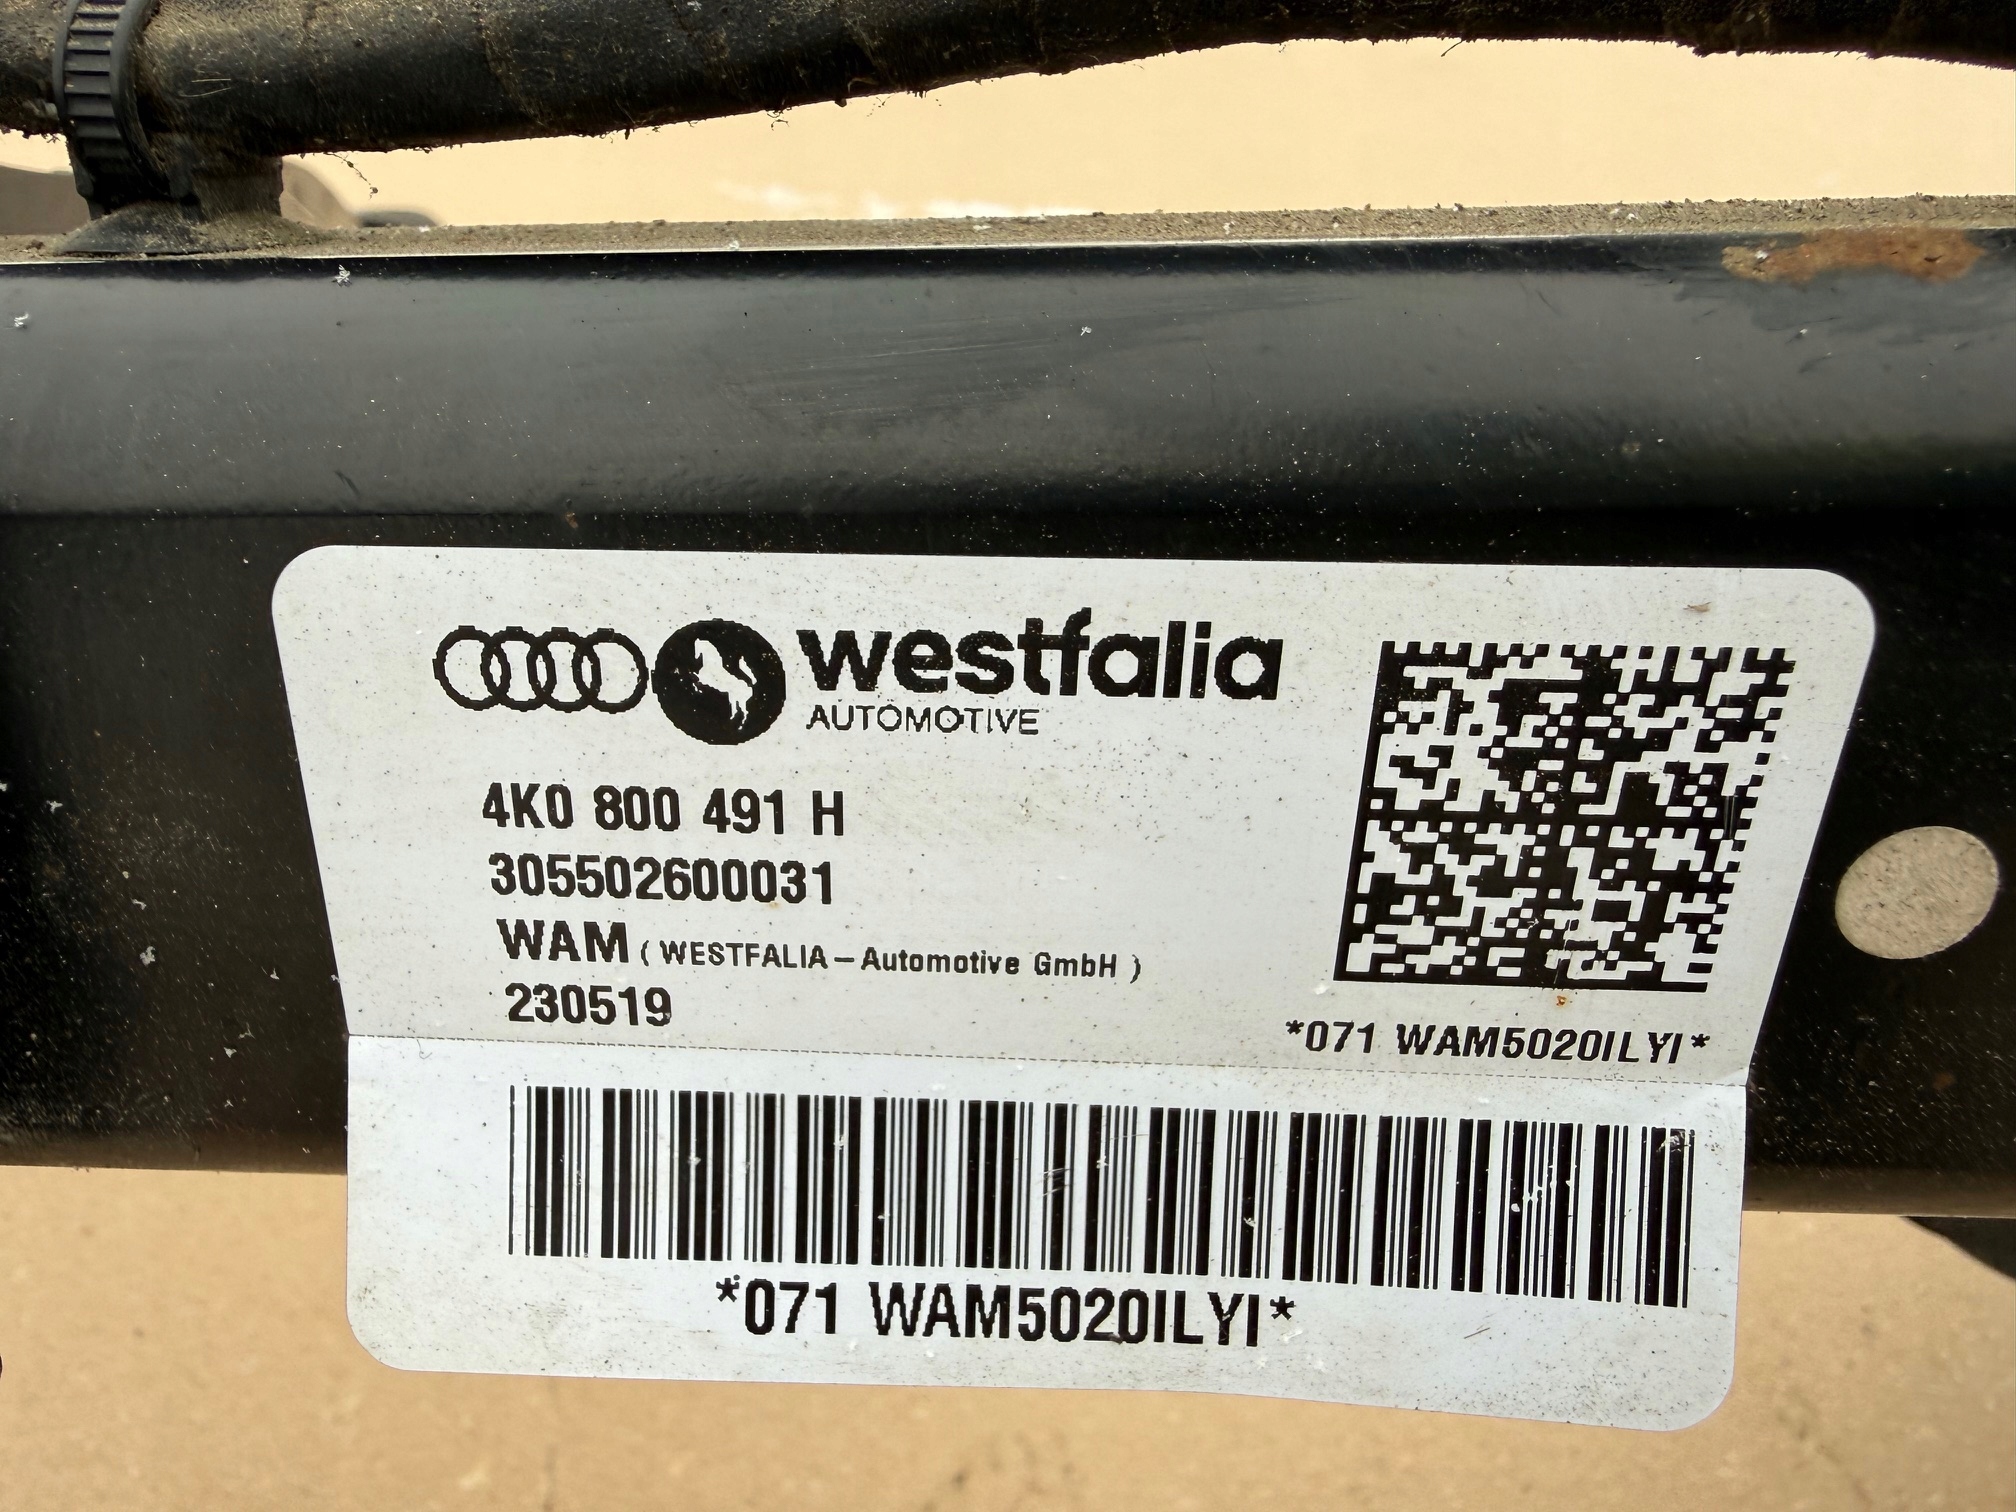 westfalia
AUTOMOTIVE
4K0 800 491 H
305502600031
WAM ( WESTFALIA – Automotive GmbH )
230519
*071 WAM5020ILYI*
*071 WAM5020ILYI*